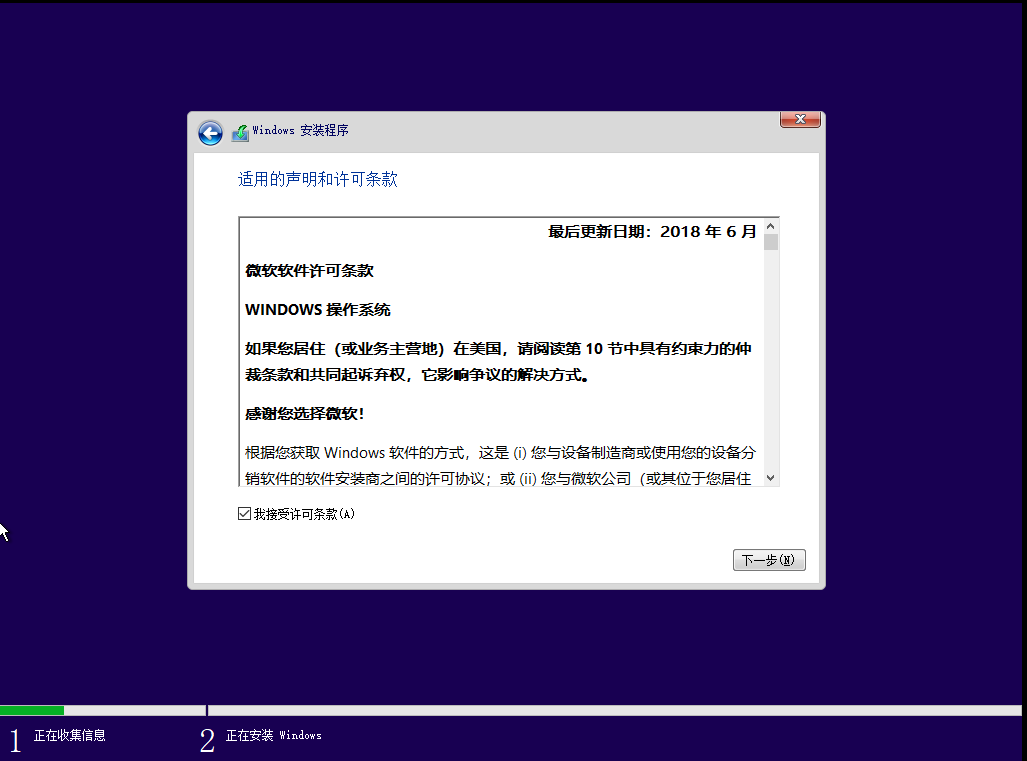 Windows 安装程序
适用的声明和许可条款
最后更新日期：2018 年 6 月
微软软件许可条款
WINDOWS 操作系统
如果您居住（或业务主营地）在美国，请阅读第 10 节中具有约束力的仲
裁条款和共同起诉弃权，它影响争议的解决方式。
感谢您选择微软！
根据您获取 Windows 软件的方式，这是 (i) 您与设备制造商或使用您的设备分
销软件的软件安装商之间的许可协议；或 (ii) 您与微软公司（或其位于您居住
我接受许可条款(A)
下一步(N)
1 正在收集信息
2 正在安装 Windows